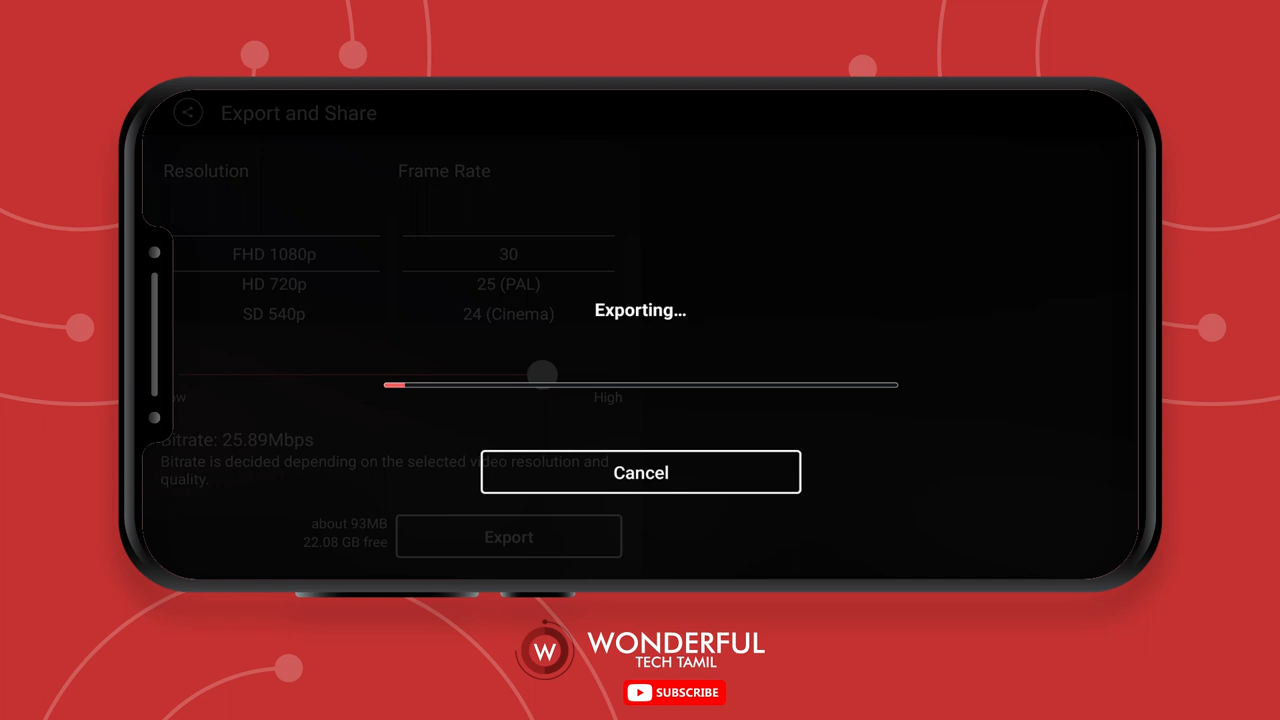 Export and Share
Resolution
Frame Rate
FHD 1080p
30
HD 720p
25 (PAL)
SD 540p
24 (Cinema)
Exporting...
High
Bitrate: 25.89Mbps
Bitrate is decided depending on the selected video resolution and
quality.
Cancel
about 93MB
22.08 GB free
Export
W
WONDERFUL
TECH TAMIL
SUBSCRIBE